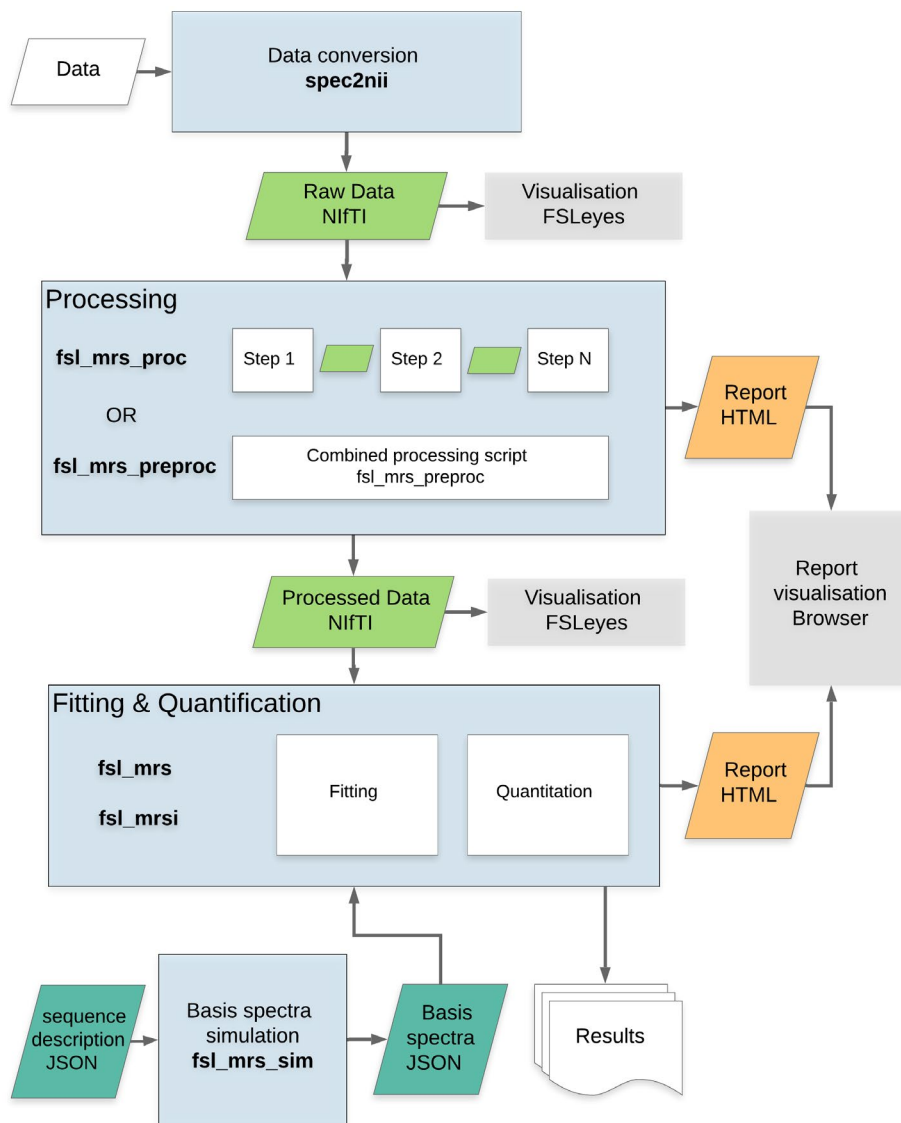 Data
Data conversion
spec2nii
Raw Data
NIfTI
Visualisation
FSLeyes
Processing
fsl_mrs_proc
Step 1
Step 2
Step N
OR
fsl_mrs_preproc
Combined processing script
fsl_mrs_preproc
Report
HTML
Report
visualisation
Browser
Processed Data
NIfTI
Visualisation
FSLeyes
Fitting & Quantification
fsl_mrs
fsl_mrsi
Fitting
Quantitation
Report
HTML
sequence
description
JSON
Basis spectra
simulation
fsl_mrs_sim
Basis
spectra
JSON
Results